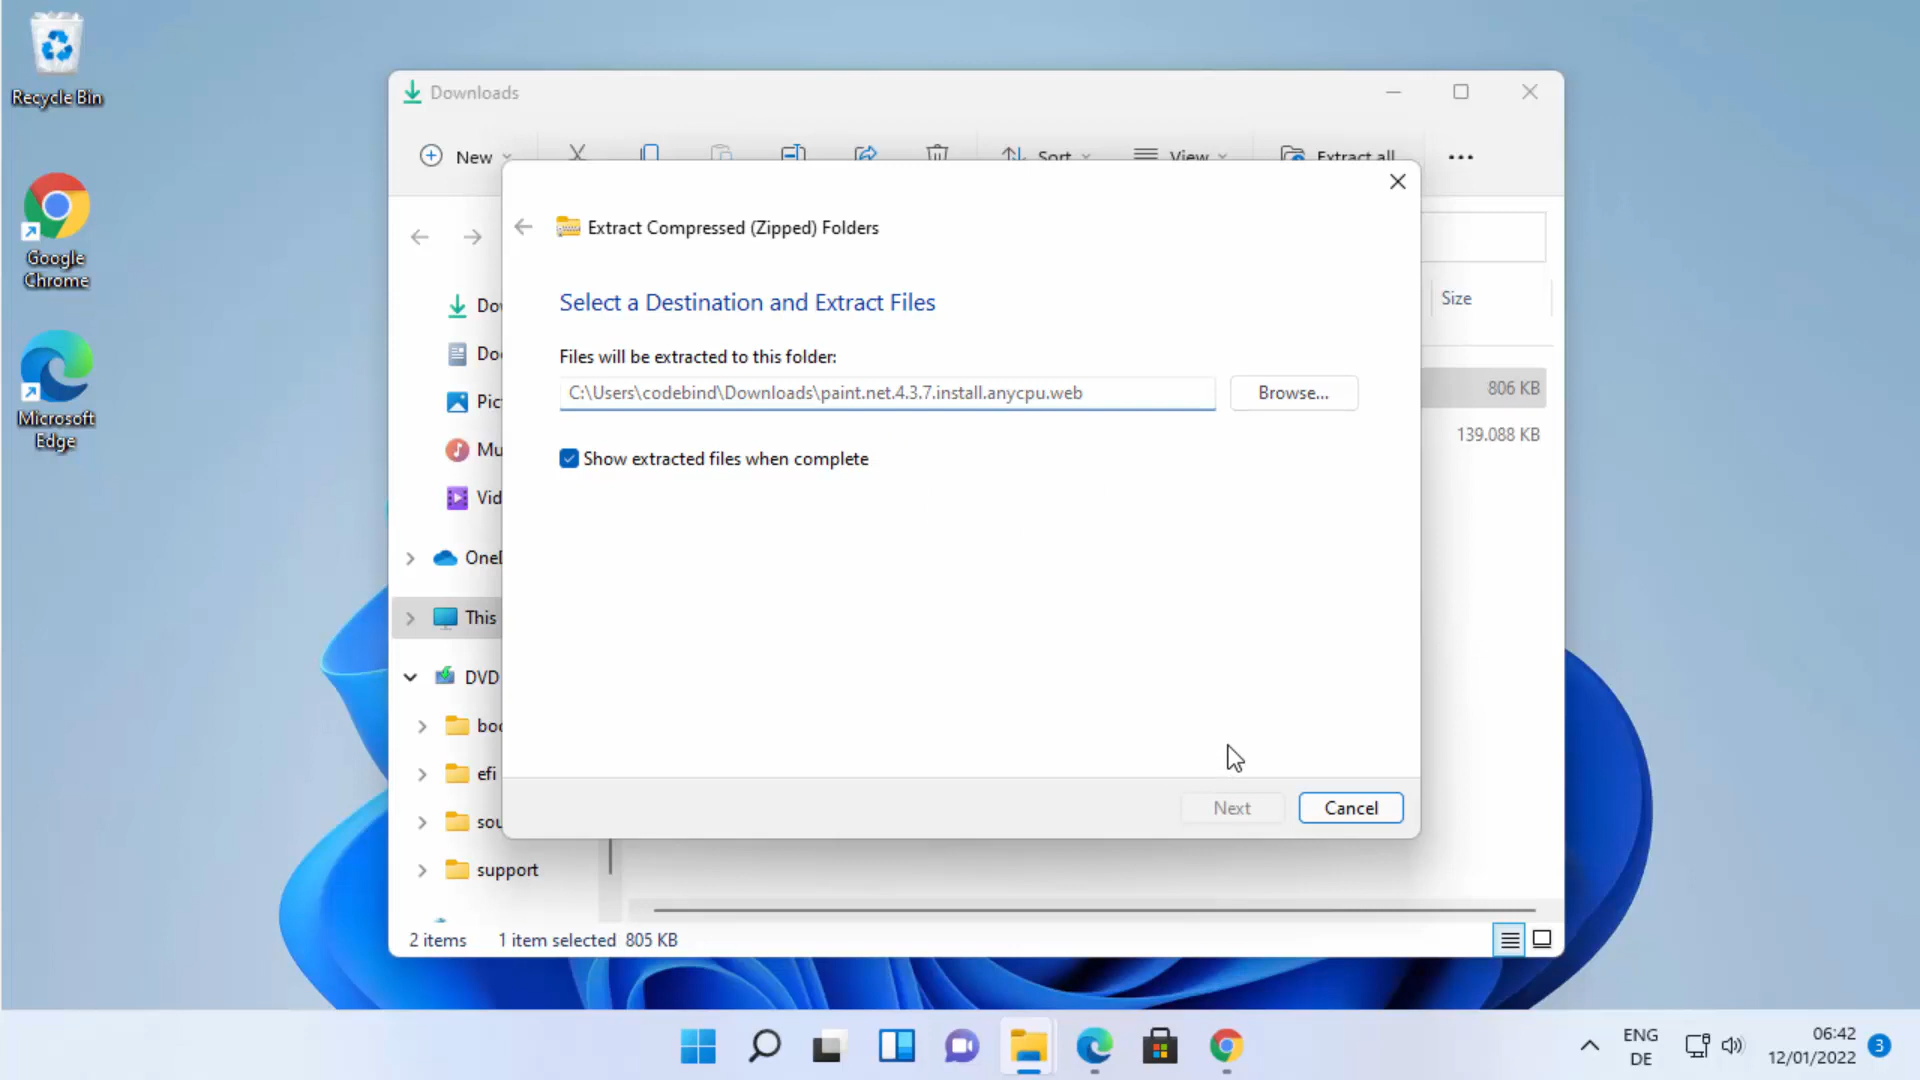 Recycle Bin
Google
Chrome
Microsoft
Edge
Downloads
New
Sort
View
Extract all
Extract Compressed (Zipped) Folders
Select a Destination and Extract Files
Files will be extracted to this folder:
C:\Users\codebind\Downloads\paint.net.4.3.7.install.anycpu.web
Browse...
Show extracted files when complete
Next
Cancel
Size
806 KB
139.088 KB
Do
Do
Pic
Mu
Vid
OneD
This
DVD
boo
efi
sou
support
2 items
1 item selected 805 KB
ENG
DE
06:42
12/01/2022
3